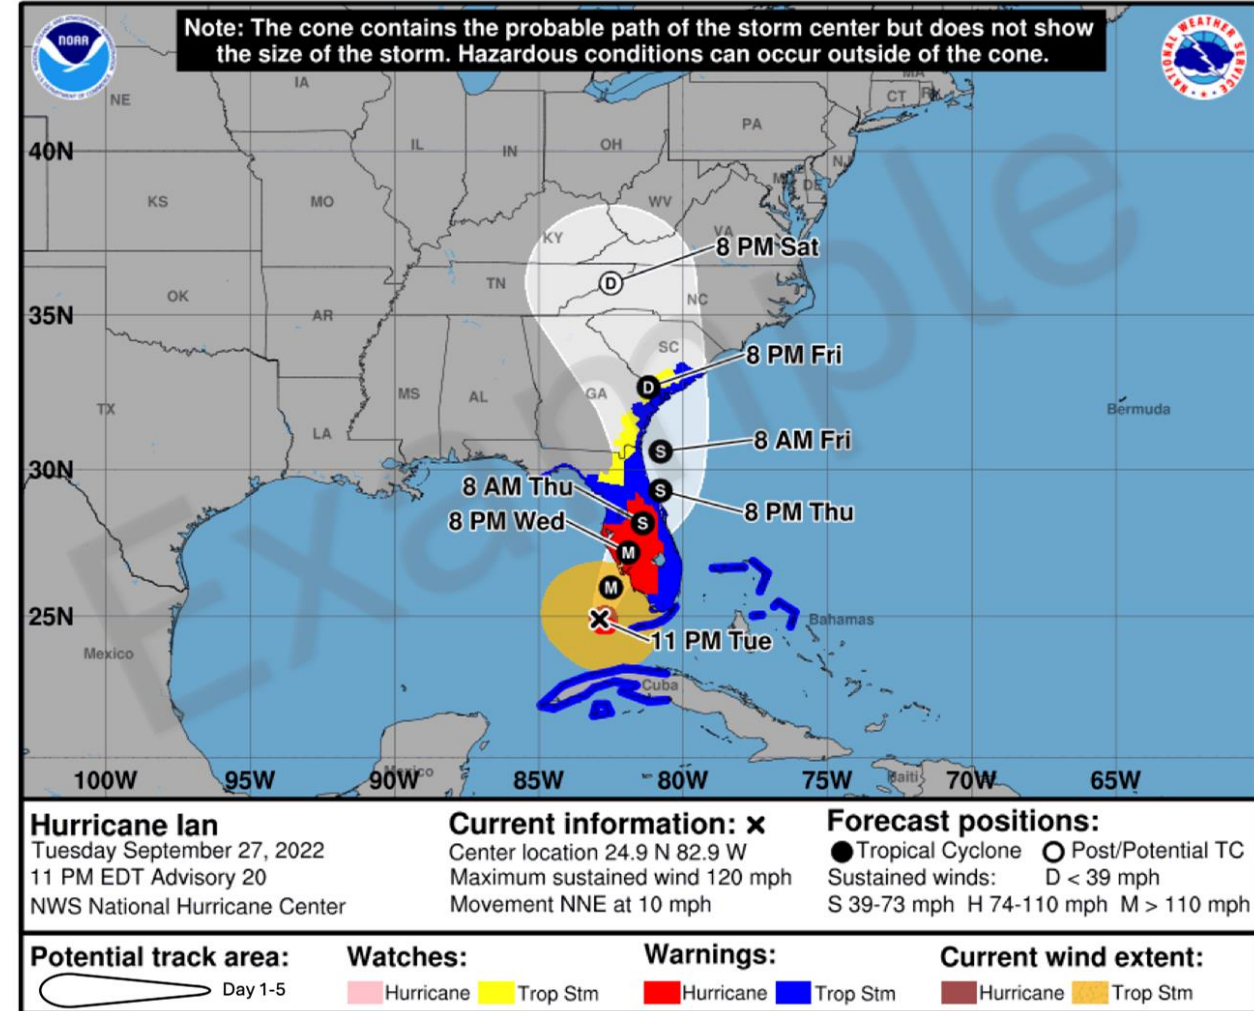 Note: The cone contains the probable path of the storm center but does not show
the size of the storm. Hazardous conditions can occur outside of the cone.
NOAA
NATIONAL WEATHER SERVICE
Example
NE
IA
IL
IN
OH
PA
MA
CT
RI
NJ
DE
40N
KS
MO
WV
KY
VA
8 PM Sat
D
TN
NC
OK
AR
35N
SC
8 PM Fri
D
TX
MS
AL
GA
Bermuda
LA
8 AM Fri
S
30N
8 AM Thu
S
8 PM Thu
8 PM Wed
S
M
M
25N
11 PM Tue
Bahamas
Mexico
Cuba
Mexico
Haiti
100W 95W 90W 85W 80W 75W 70W 65W
Hurricane Ian
Tuesday September 27, 2022
11 PM EDT Advisory 20
NWS National Hurricane Center
Current information: x
Center location 24.9 N 82.9 W
Maximum sustained wind 120 mph
Movement NNE at 10 mph
Forecast positions:
Tropical Cyclone Post/Potential TC
Sustained winds: D < 39 mph
S 39-73 mph H 74-110 mph M > 110 mph
Potential track area:
Day 1-5
Watches:
Hurricane Trop Stm
Warnings:
Hurricane Trop Stm
Current wind extent:
Hurricane Trop Stm